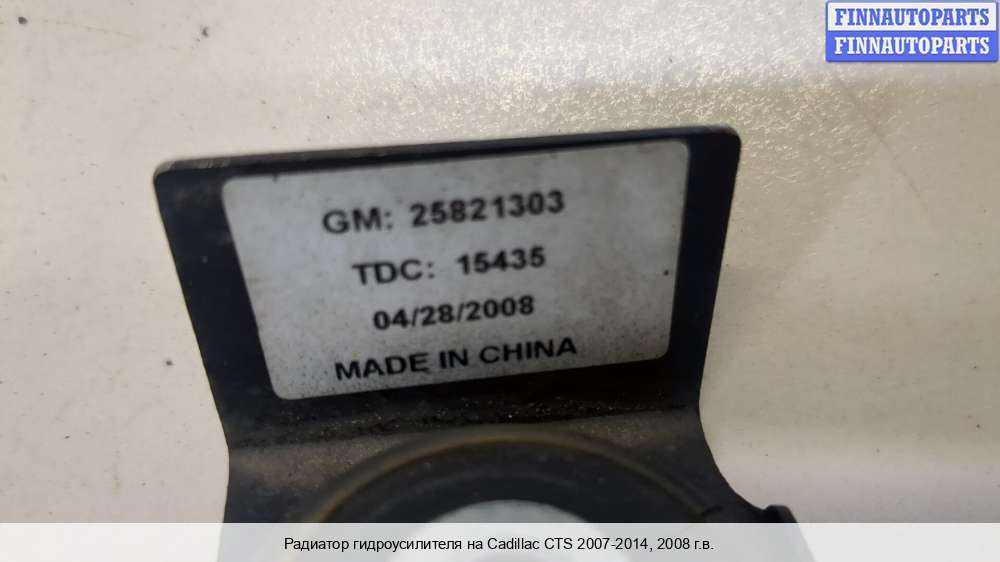 FINNAUTOPARTS
FINNAUTOPARTS
GM: 25821303
TDC: 15435
04/28/2008
MADE IN CHINA
Радиатор гидроусилителя на Cadillac CTS 2007-2014, 2008 г.в.